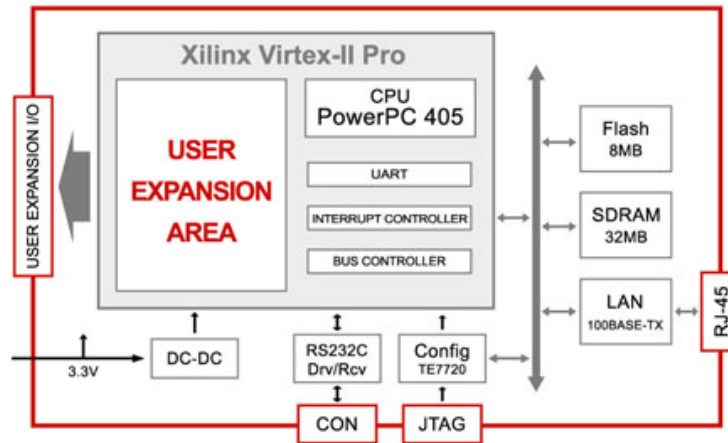 Xilinx Virtex-II Pro
USER EXPANSION I/O
USER
EXPANSION
AREA
CPU
PowerPC 405
UART
INTERRUPT CONTROLLER
BUS CONTROLLER
Flash
8MB
SDRAM
32MB
LAN
100BASE-TX
RJ-45
3.3V
DC-DC
RS232C
Drv/Rcv
Config
TE7720
CON
JTAG